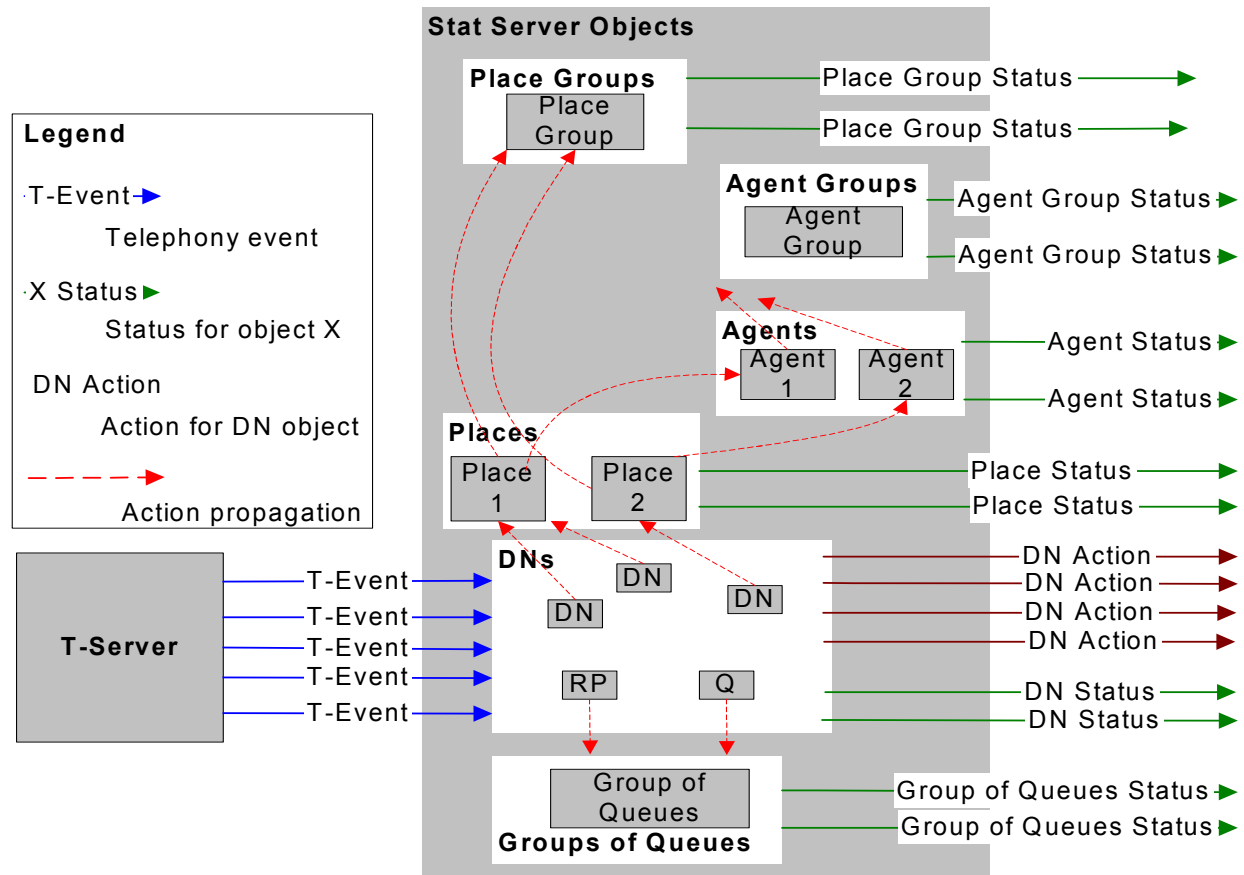 Stat Server Objects
Place Groups
Place
Group
Place Group Status
Place Group Status
Legend
T-Event
Telephony event
X Status
Status for object X
DN Action
Action for DN object
Action propagation
Agent Groups
Agent
Group
Agent Group Status
Agent Group Status
Agents
Agent
1
Agent
2
Agent Status
Agent Status
Places
Place
1
Place
2
Place Status
Place Status
T-Server
T-Event
T-Event
T-Event
T-Event
T-Event
DNs
DN
DN
DN
RP
Q
DN Action
DN Action
DN Action
DN Action
DN Status
DN Status
Group of
Queues
Groups of Queues
Group of Queues Status
Group of Queues Status